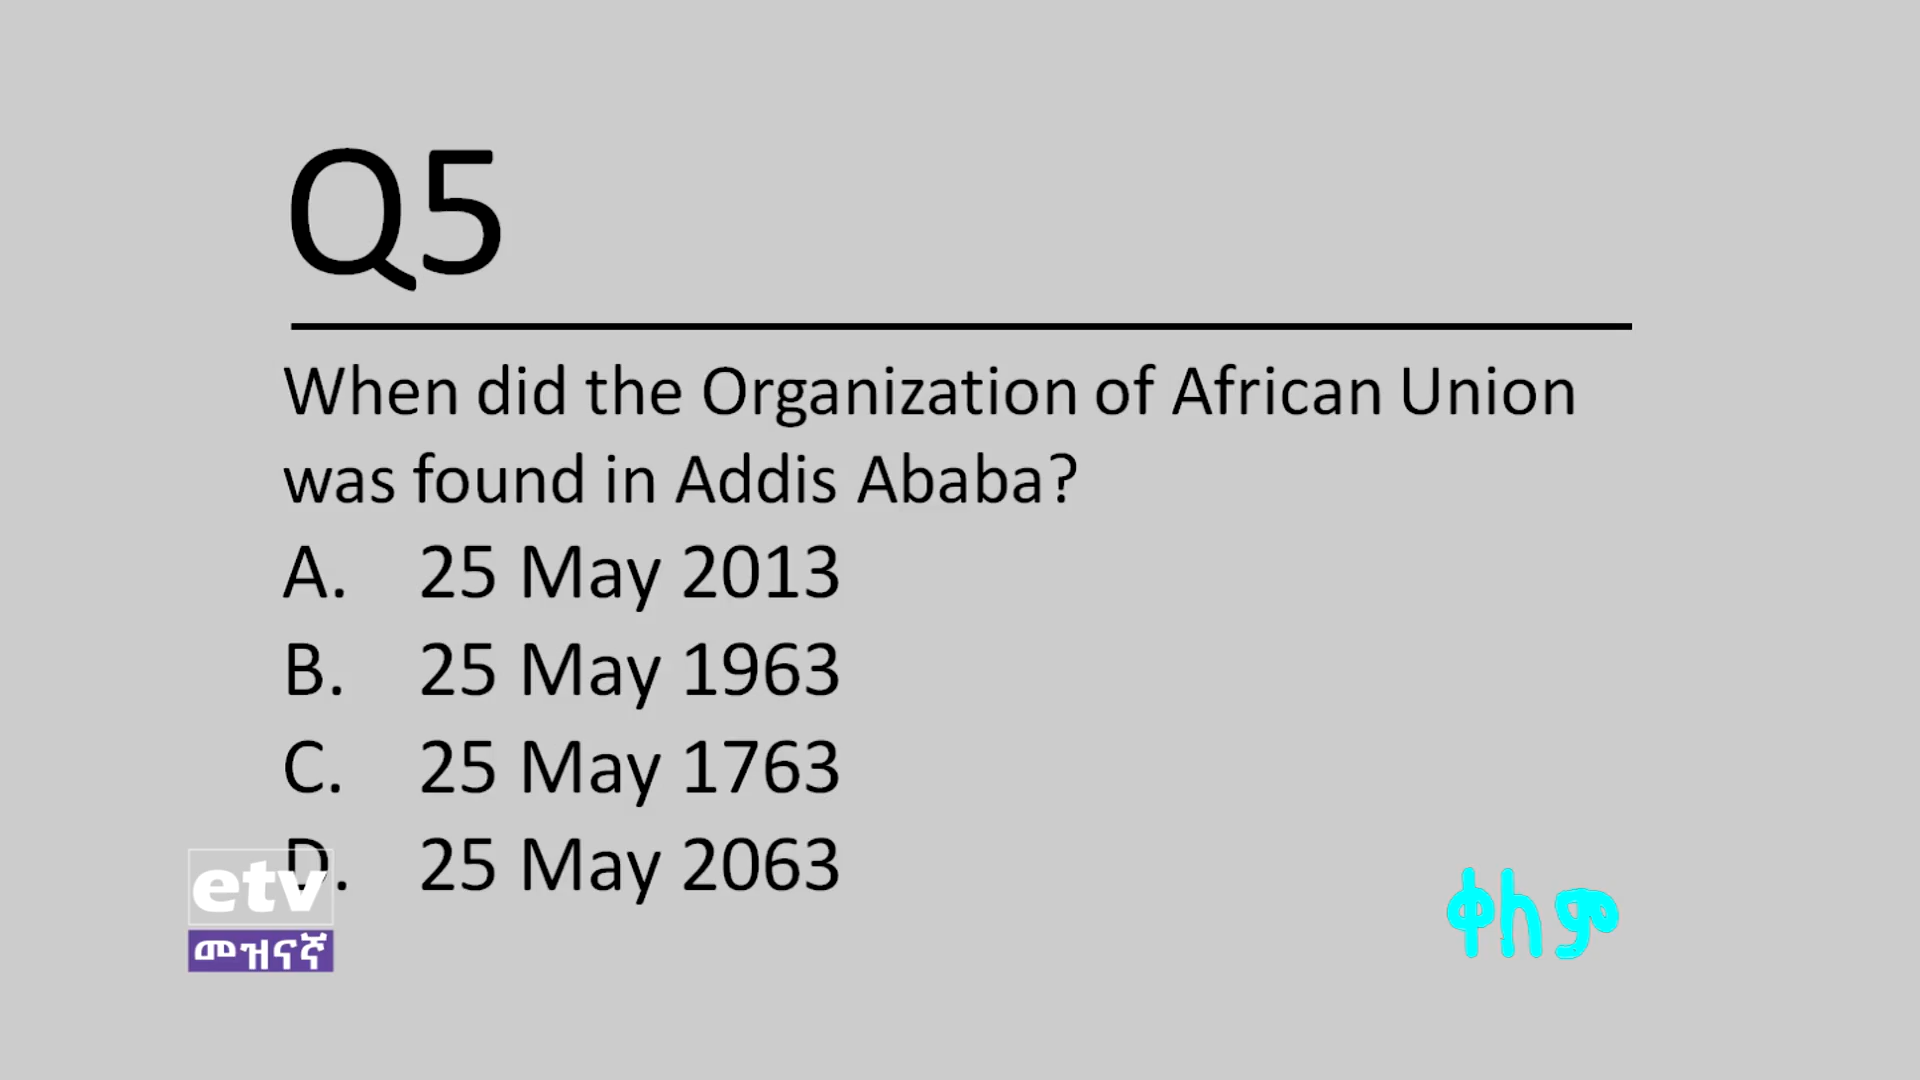 Q5
When did the Organization of African Union
was found in Addis Ababa?
A. 25 May 2013
B. 25 May 1963
C. 25 May 1763
D. 25 May 2063
etv
መዝናኛ
ቀለም